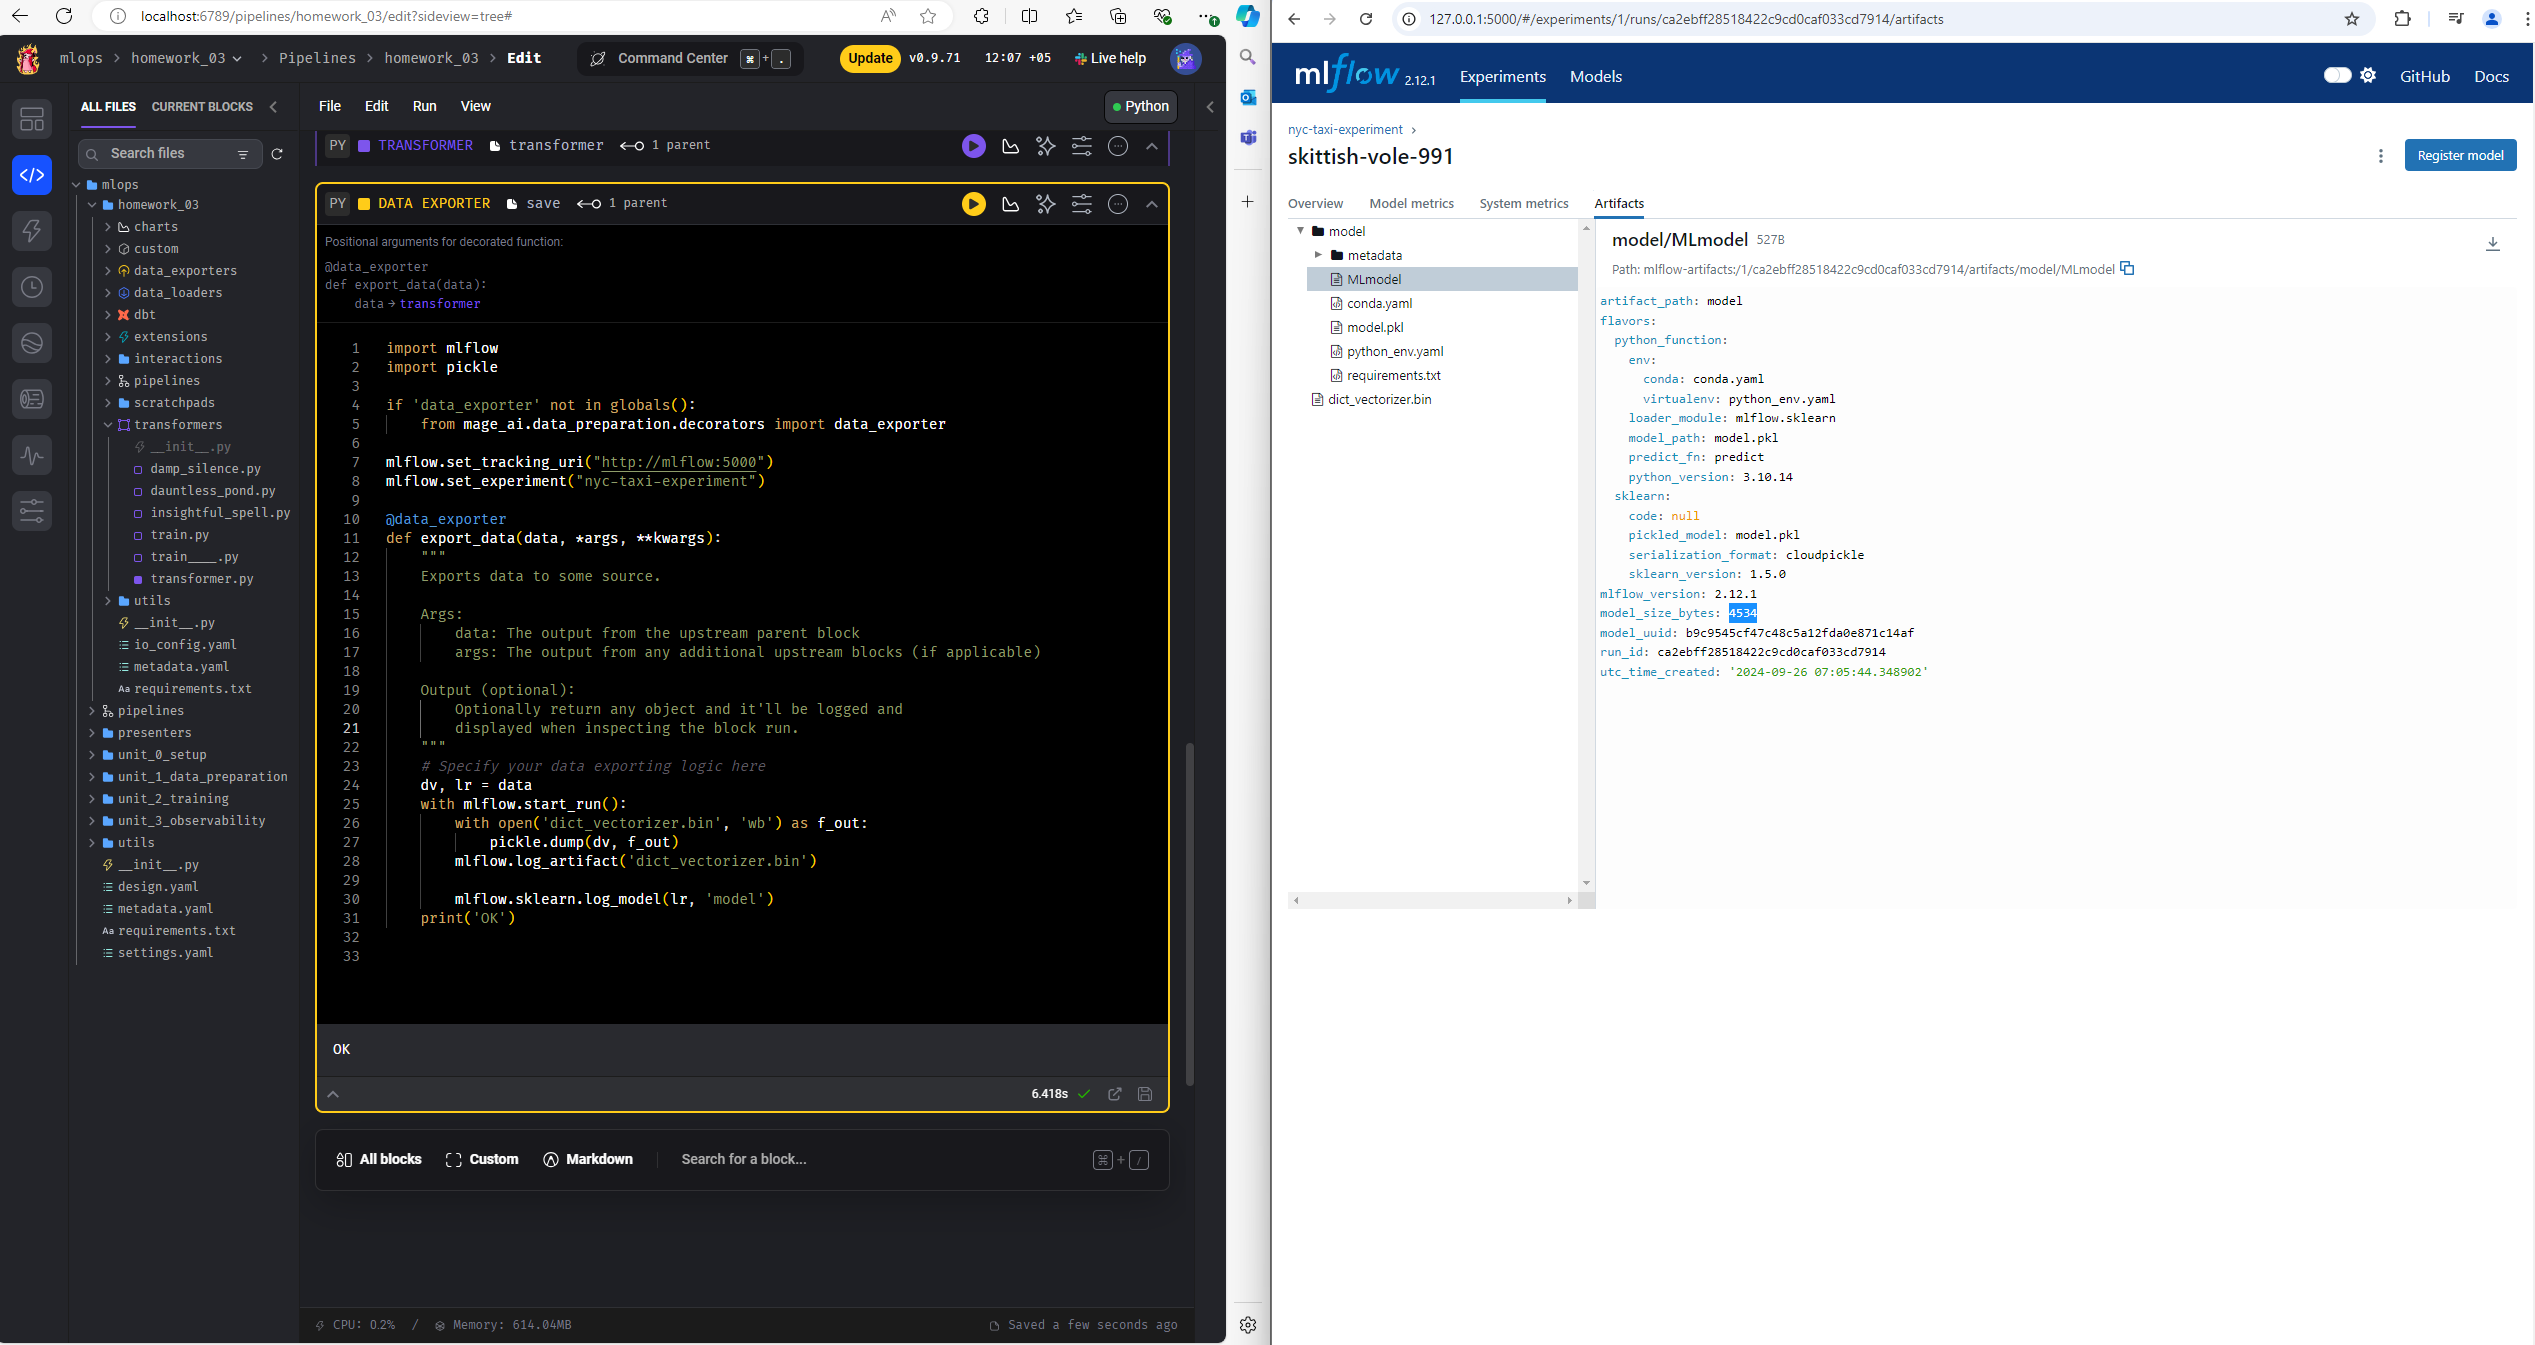 localhost:6789/pipelines/homework_03/edit?sideview=tree#
mlops > homework_03 > Pipelines > homework_03 > Edit
Command Center ⌘ + .
Update v0.9.71 12:07 +05 Live help
ALL FILES CURRENT BLOCKS
Search files
mlops
homework_03
charts
custom
data_exporters
data_loaders
dbt
extensions
interactions
pipelines
scratchpads
transformers
__init__.py
damp_silence.py
dauntless_pond.py
insightful_spell.py
train.py
train____.py
transformer.py
utils
__init__.py
io_config.yaml
metadata.yaml
Aa requirements.txt
pipelines
presenters
unit_0_setup
unit_1_data_preparation
unit_2_training
unit_3_observability
utils
__init__.py
design.yaml
metadata.yaml
Aa requirements.txt
settings.yaml
File Edit Run View
Python
PY TRANSFORMER transformer 1 parent
PY DATA EXPORTER save 1 parent
Positional arguments for decorated function:
@data_exporter
def export_data(data):
data → transformer
1 import mlflow
2 import pickle
3
4 if 'data_exporter' not in globals():
5 from mage_ai.data_preparation.decorators import data_exporter
6
7 mlflow.set_tracking_uri("http://mlflow:5000")
8 mlflow.set_experiment("nyc-taxi-experiment")
9
10 @data_exporter
11 def export_data(data, *args, **kwargs):
12 """
13 Exports data to some source.
14
15 Args:
16 data: The output from the upstream parent block
17 args: The output from any additional upstream blocks (if applicable)
18
19 Output (optional):
20 Optionally return any object and it'll be logged and
21 displayed when inspecting the block run.
22 """
23 # Specify your data exporting logic here
24 dv, lr = data
25 with mlflow.start_run():
26 with open('dict_vectorizer.bin', 'wb') as f_out:
27 pickle.dump(dv, f_out)
28 mlflow.log_artifact('dict_vectorizer.bin')
29
30 mlflow.sklearn.log_model(lr, 'model')
31 print('OK')
32
33
OK
6.418s
All blocks Custom Markdown Search for a block... ⌘ + /
CPU: 0.2% / Memory: 614.04MB Saved a few seconds ago
127.0.0.1:5000/#/experiments/1/runs/ca2ebff28518422c9cd0caf033cd7914/artifacts
mlflow 2.12.1 Experiments Models GitHub Docs
nyc-taxi-experiment >
skittish-vole-991
Register model
Overview Model metrics System metrics Artifacts
model
metadata
MLmodel
conda.yaml
model.pkl
python_env.yaml
requirements.txt
dict_vectorizer.bin
model/MLmodel 527B
Path: mlflow-artifacts:/1/ca2ebff28518422c9cd0caf033cd7914/artifacts/model/MLmodel
artifact_path: model
flavors:
python_function:
env:
conda: conda.yaml
virtualenv: python_env.yaml
loader_module: mlflow.sklearn
model_path: model.pkl
predict_fn: predict
python_version: 3.10.14
sklearn:
code: null
pickled_model: model.pkl
serialization_format: cloudpickle
sklearn_version: 1.5.0
mlflow_version: 2.12.1
model_size_bytes: 4534
model_uuid: b9c9545cf47c48c5a12fda0e871c14af
run_id: ca2ebff28518422c9cd0caf033cd7914
utc_time_created: '2024-09-26 07:05:44.348902'